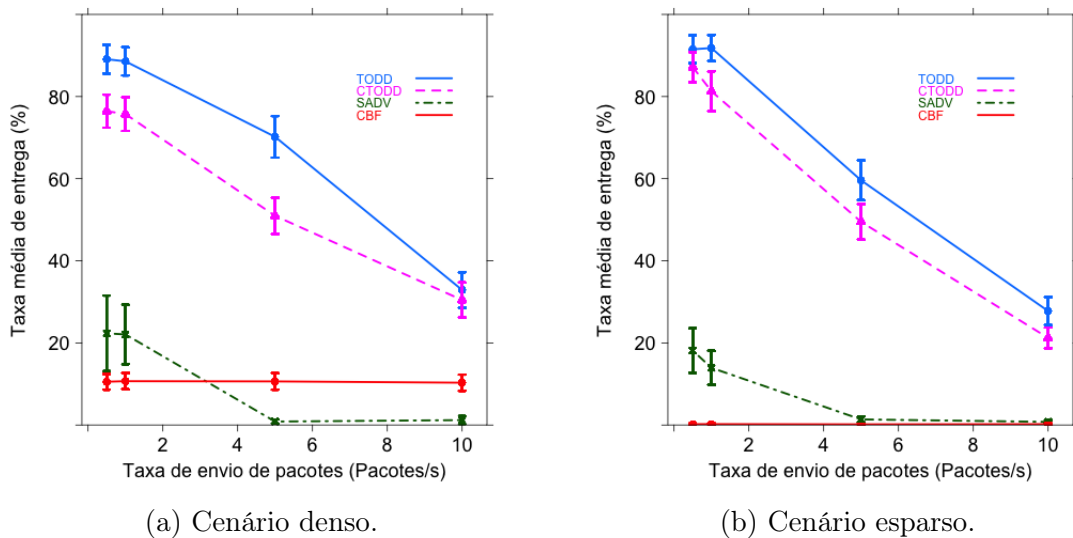 Taxa média de entrega (%)
80
60
40
20
TODD
CTODD
SADV
CBF
2 4 6 8 10
Taxa de envio de pacotes (Pacotes/s)
(a) Cenário denso.
Taxa média de entrega (%)
80
60
40
20
TODD
CTODD
SADV
CBF
2 4 6 8 10
Taxa de envio de pacotes (Pacotes/s)
(b) Cenário esparso.